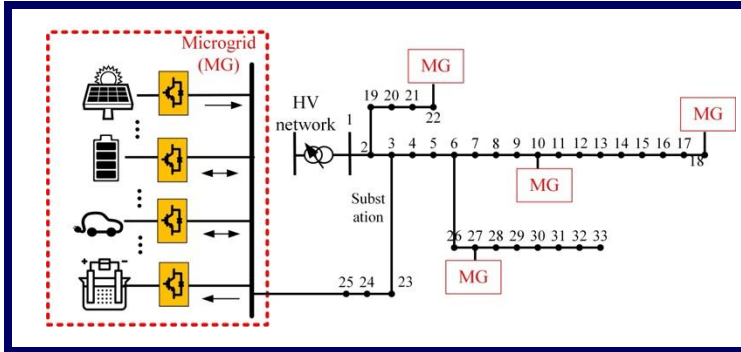 Microgrid
(MG)
+ −
HV
network
1
2
Subst
ation
19 20 21
22
MG
3 4 5 6 7 8 9 10 11 12 13 14 15 16 17
18
MG
MG
26 27 28 29 30 31 32 33
MG
25 24 23